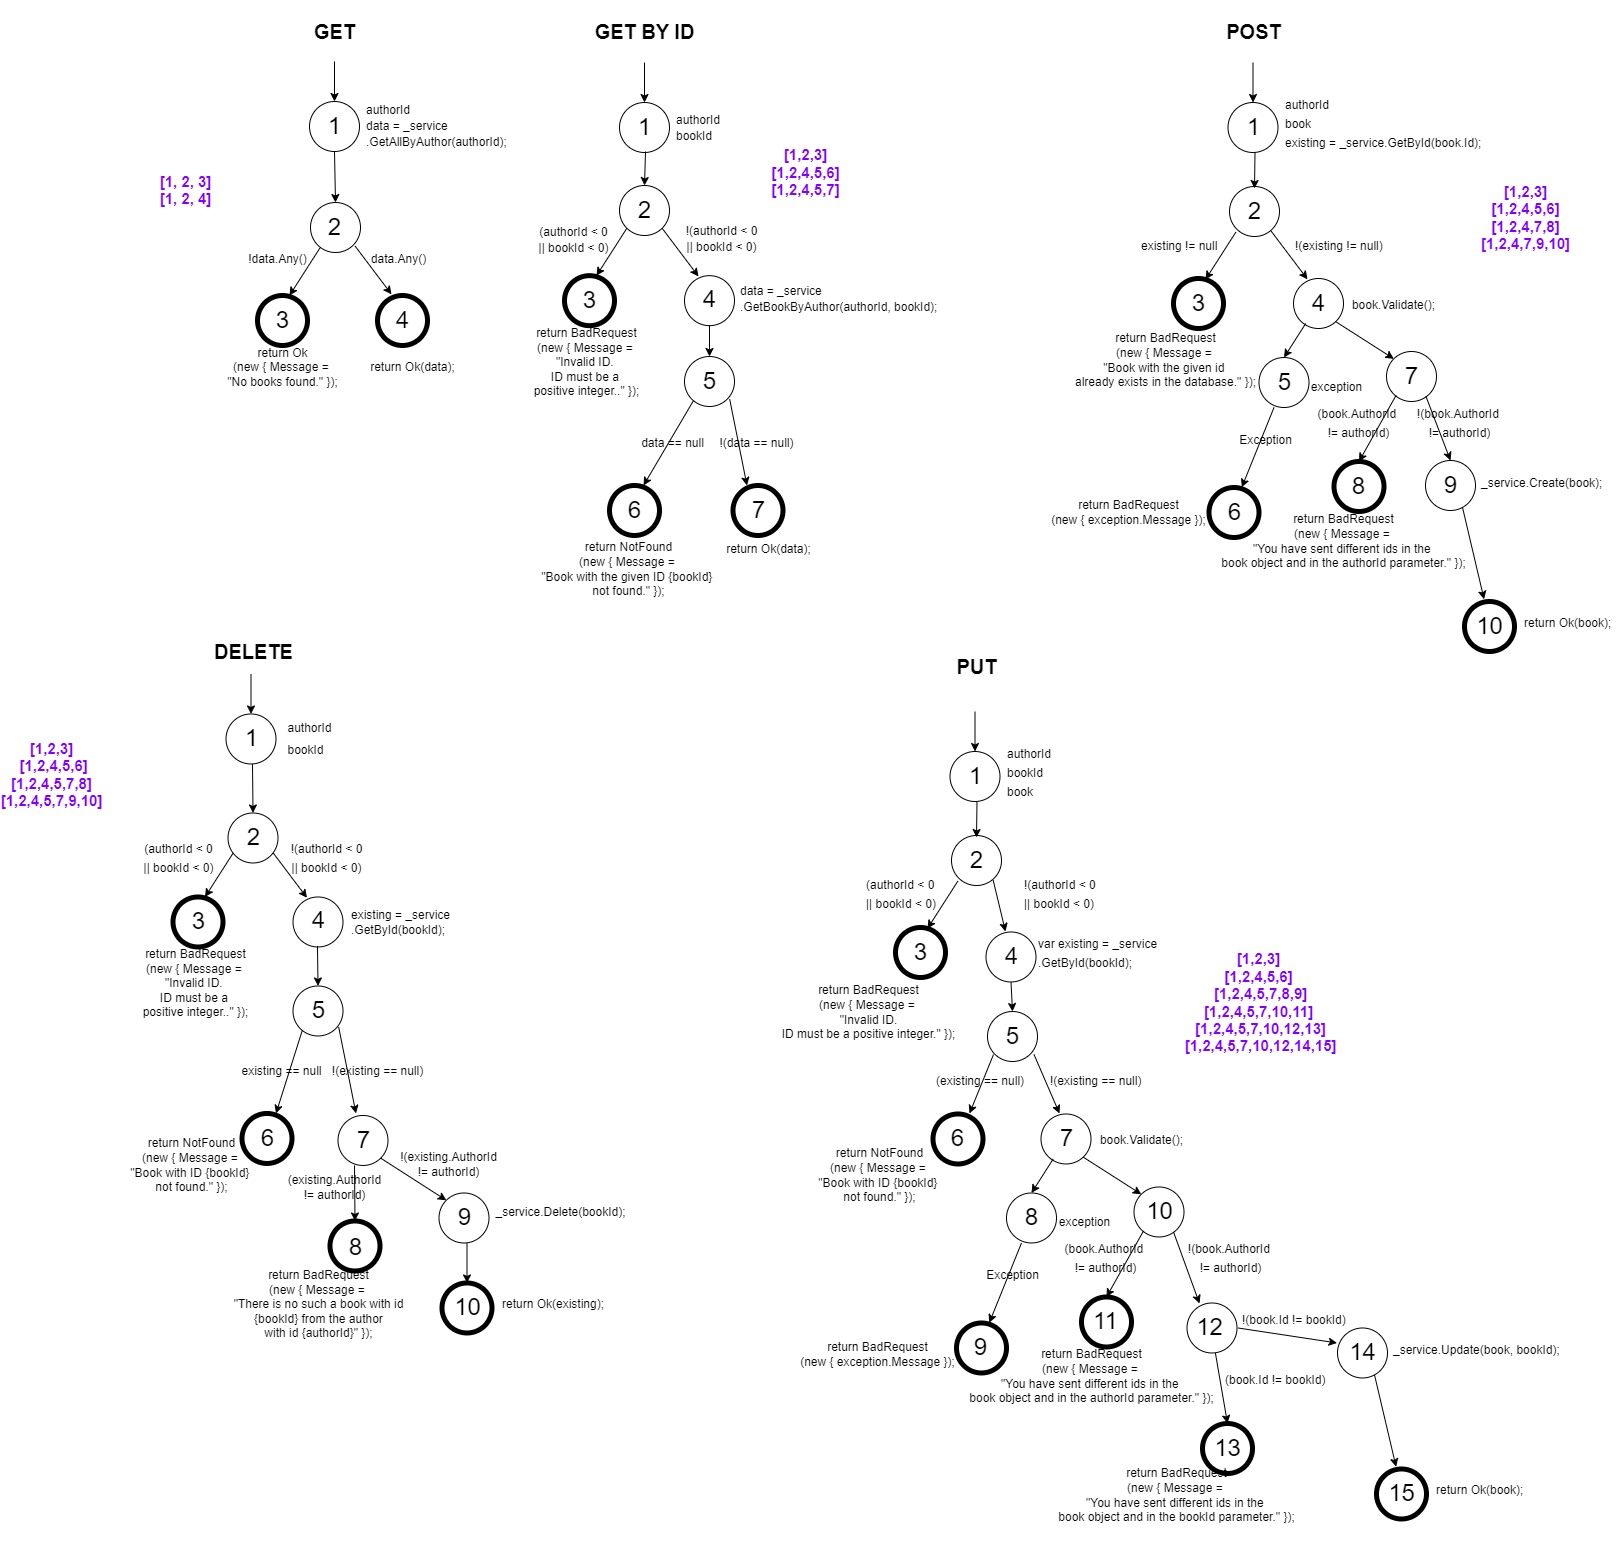 GET
1
authorId
data = _service
.GetAllByAuthor(authorId);
[1, 2, 3]
[1, 2, 4]
2
!data.Any()
data.Any()
3
4
return Ok
(new { Message =
"No books found." });
return Ok(data);
GET BY ID
1
authorId
bookId
[1,2,3]
[1,2,4,5,6]
[1,2,4,5,7]
2
(authorId < 0
|| bookId < 0)
!(authorId < 0
|| bookId < 0)
3
return BadRequest
(new { Message =
"Invalid ID.
ID must be a
positive integer.." });
4
data = _service
.GetBookByAuthor(authorId, bookId);
5
data == null
!(data == null)
6
7
return NotFound
(new { Message =
"Book with the given ID {bookId}
not found." });
return Ok(data);
POST
1
authorId
book
existing = _service.GetById(book.Id);
[1,2,3]
[1,2,4,5,6]
[1,2,4,7,8]
[1,2,4,7,9,10]
2
existing != null
!(existing != null)
3
return BadRequest
(new { Message =
"Book with the given id
already exists in the database." });
4
book.Validate();
5
exception
7
Exception
(book.AuthorId
!= authorId)
!(book.AuthorId
!= authorId)
6
return BadRequest
(new { exception.Message });
8
return BadRequest
(new { Message =
"You have sent different ids in the
book object and in the authorId parameter." });
9
_service.Create(book);
10
return Ok(book);
DELETE
1
authorId
bookId
[1,2,3]
[1,2,4,5,6]
[1,2,4,5,7,8]
[1,2,4,5,7,9,10]
2
(authorId < 0
|| bookId < 0)
!(authorId < 0
|| bookId < 0)
3
return BadRequest
(new { Message =
"Invalid ID.
ID must be a
positive integer.." });
4
existing = _service
.GetById(bookId);
5
existing == null
!(existing == null)
6
return NotFound
(new { Message =
"Book with ID {bookId}
not found." });
7
(existing.AuthorId
!= authorId)
!(existing.AuthorId
!= authorId)
8
return BadRequest
(new { Message =
"There is no such a book with id
{bookId} from the author
with id {authorId}" });
9
_service.Delete(bookId);
10
return Ok(existing);
PUT
1
authorId
bookId
book
2
(authorId < 0
|| bookId < 0)
!(authorId < 0
|| bookId < 0)
3
return BadRequest
(new { Message =
"Invalid ID.
ID must be a positive integer." });
4
var existing = _service
.GetById(bookId);
[1,2,3]
[1,2,4,5,6]
[1,2,4,5,7,8,9]
[1,2,4,5,7,10,11]
[1,2,4,5,7,10,12,13]
[1,2,4,5,7,10,12,14,15]
5
(existing == null)
!(existing == null)
6
return NotFound
(new { Message =
"Book with ID {bookId}
not found." });
7
book.Validate();
8
exception
10
Exception
(book.AuthorId
!= authorId)
!(book.AuthorId
!= authorId)
9
return BadRequest
(new { exception.Message });
11
return BadRequest
(new { Message =
"You have sent different ids in the
book object and in the authorId parameter." });
12
!(book.Id != bookId)
(book.Id != bookId)
14
_service.Update(book, bookId);
13
return BadRequest
(new { Message =
"You have sent different ids in the
book object and in the bookId parameter." });
15
return Ok(book);